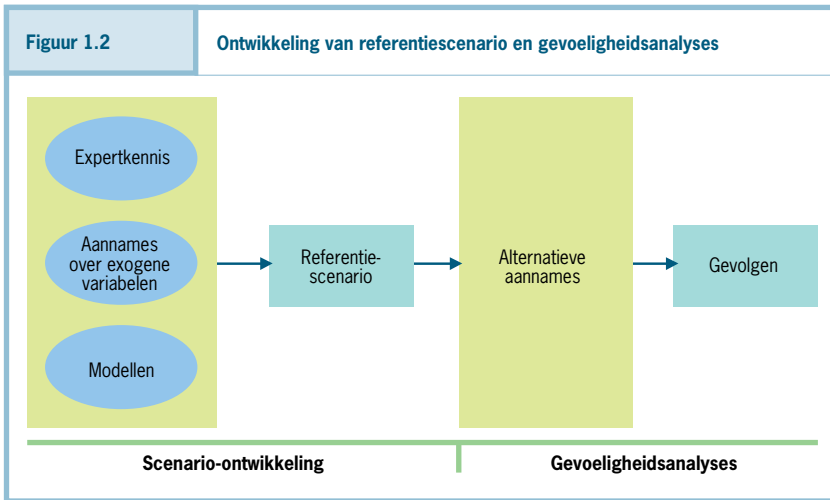 Figuur 1.2
Ontwikkeling van referentiescenario en gevoeligheidsanalyses
Expertkennis
Aannames
over exogene
variabelen
Modellen
Referentie-
scenario
Alternatieve
aannames
Gevolgen
Scenario-ontwikkeling
Gevoeligheidsanalyses